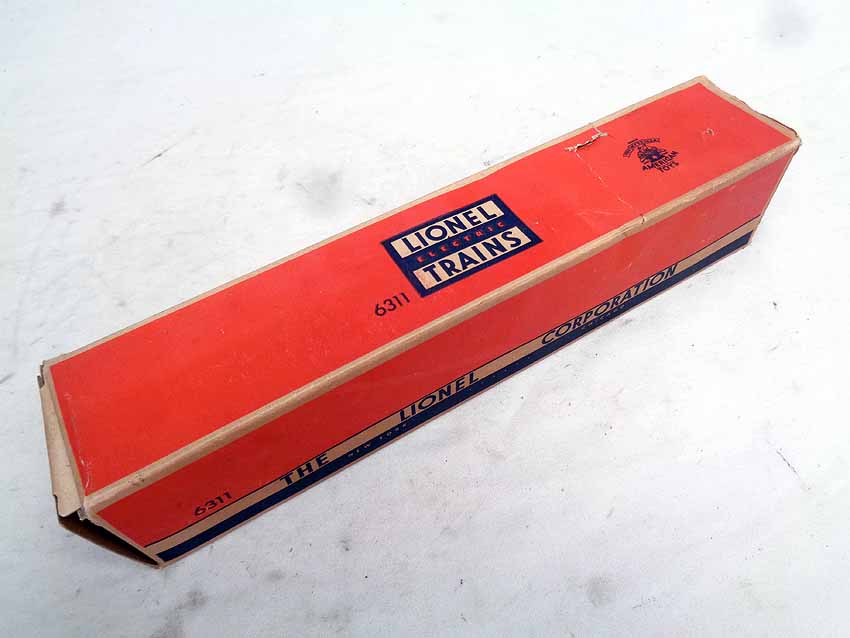 LIONEL
ELECTRIC
TRAINS
6311
AMERICAN
TOYS
6311
THE LIONEL CORPORATION
NEW YORK